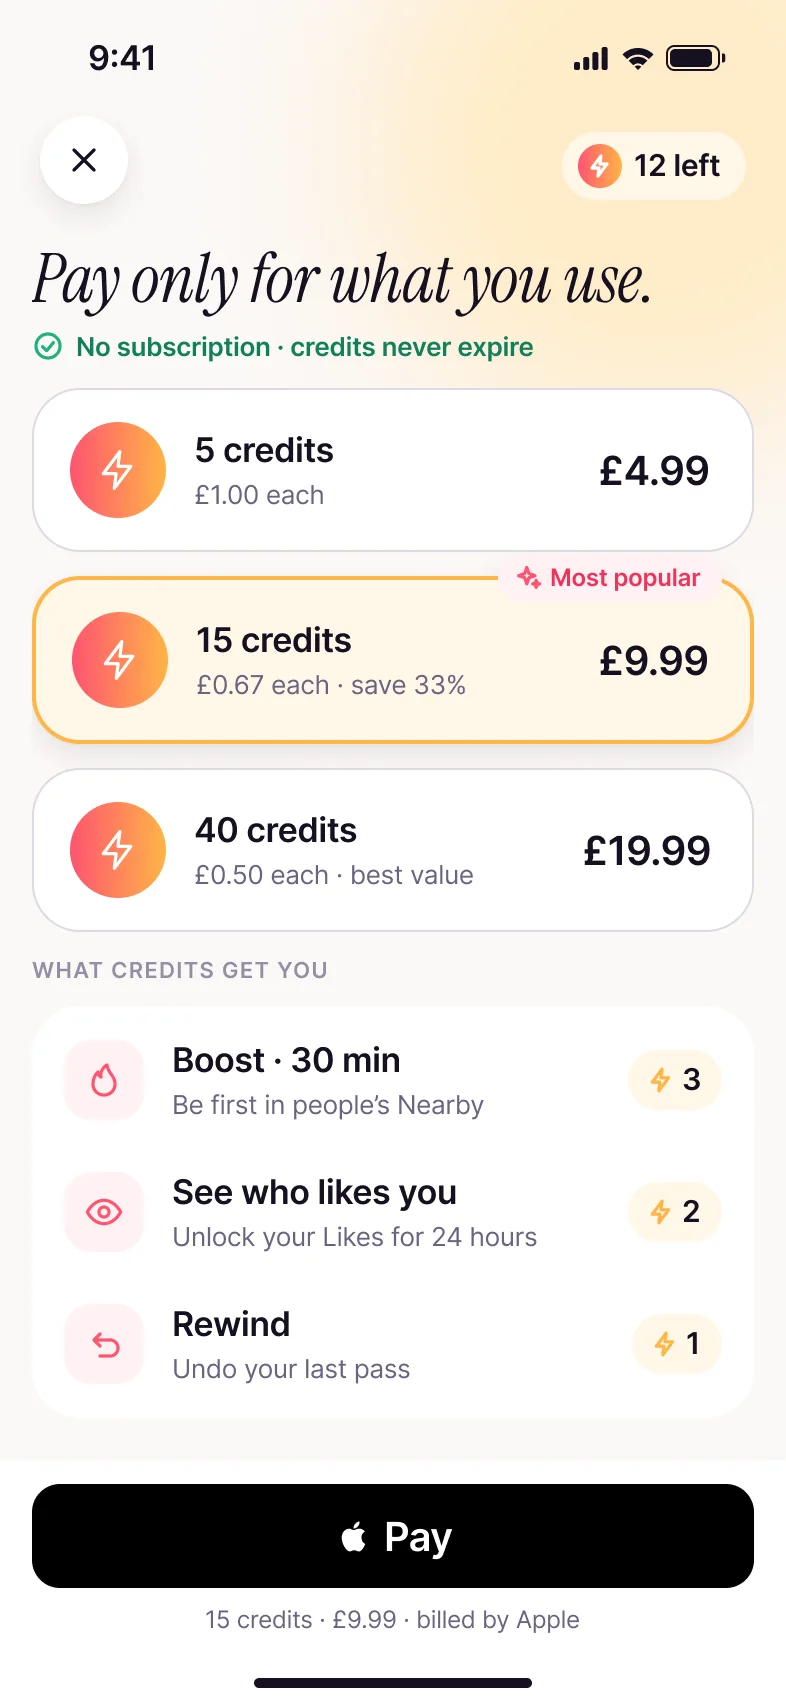 9:41
12 left
Pay only for what you use.
No subscription · credits never expire
5 credits
£1.00 each
£4.99
Most popular
15 credits
£0.67 each · save 33%
£9.99
40 credits
£0.50 each · best value
£19.99
WHAT CREDITS GET YOU
Boost · 30 min
Be first in people’s Nearby
3
See who likes you
Unlock your Likes for 24 hours
2
Rewind
Undo your last pass
1
Pay
15 credits · £9.99 · billed by Apple